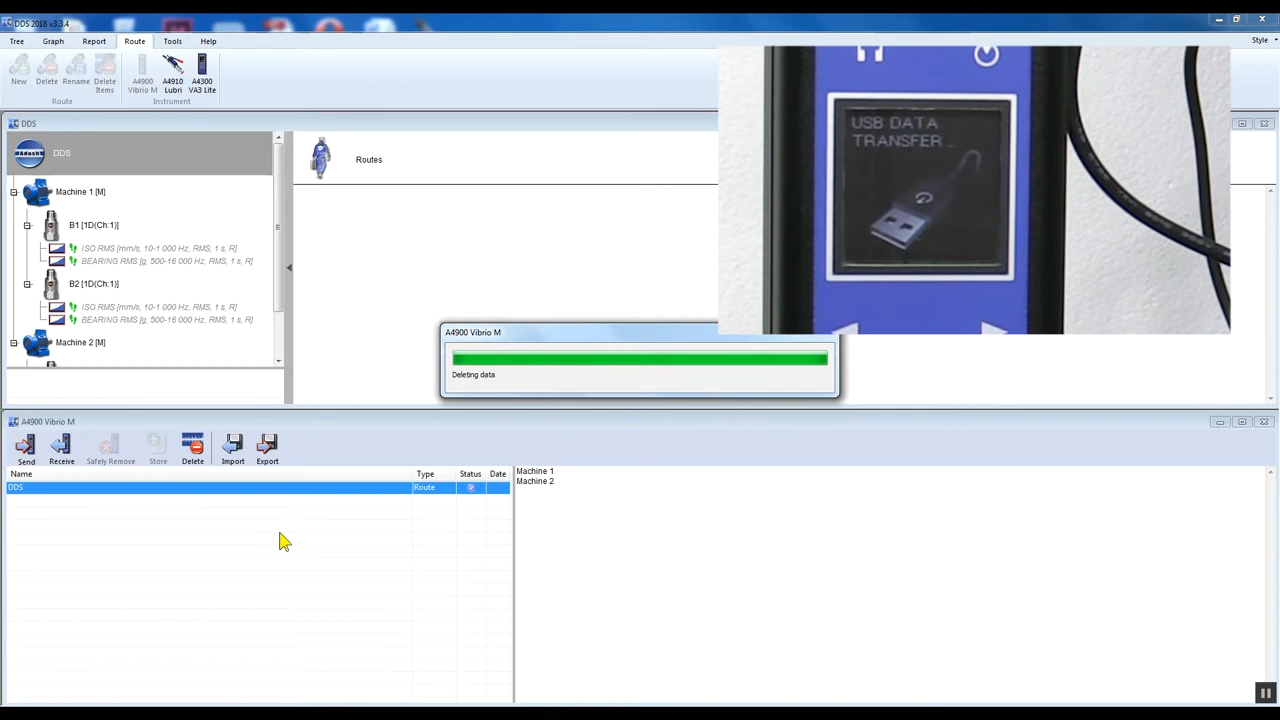 DDS 2018 v3.3.4
Tree Graph Report Route Tools Help
Style
New Delete Rename Delete Items
A4900 Vibrio M A4910 Lubri A4300 VA3 Lite
Route Instrument
DDS
Adash DDS
Routes
Machine 1 [M]
B1 [1D(Ch:1)]
ISO RMS [mm/s, 10-1 000 Hz, RMS, 1 s, R]
BEARING RMS [g, 500-16 000 Hz, RMS, 1 s, R]
B2 [1D(Ch:1)]
ISO RMS [mm/s, 10-1 000 Hz, RMS, 1 s, R]
BEARING RMS [g, 500-16 000 Hz, RMS, 1 s, R]
Machine 2 [M]
USB DATA
TRANSFER...
A4900 Vibrio M
Deleting data
A4900 Vibrio M
Send Receive Safely Remove Store Delete Import Export
Name Type Status Date
DDS Route
Machine 1
Machine 2